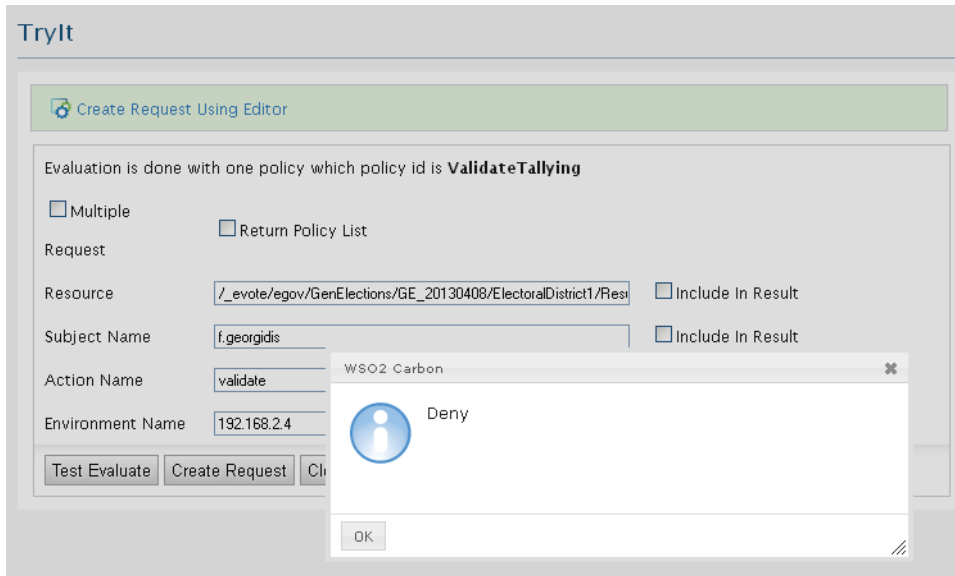 TryIt
Create Request Using Editor
Evaluation is done with one policy which policy id is ValidateTallying
Multiple Request
Return Policy List
Resource
/_evote/egov/GenElections/GE_20130408/ElectoralDistrict1/Resu
Include In Result
Subject Name
f.georgidis
Include In Result
Action Name
validate
Environment Name
192.168.2.4
Test Evaluate
Create Request
WSO2 Carbon
Deny
OK